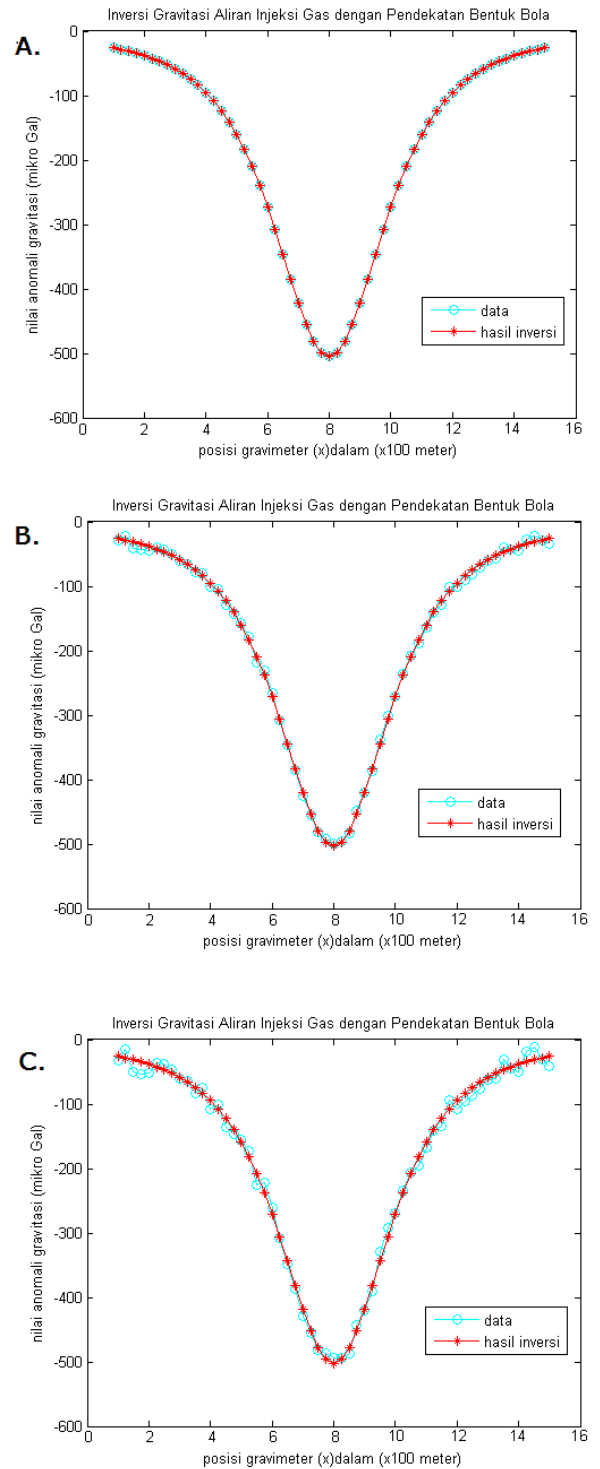 A.
Inversi Gravitasi Aliran Injeksi Gas dengan Pendekatan Bentuk Bola
0
-100
-200
-300
-400
-500
-600
nilai anomali gravitasi (mikro Gal)
data
hasil inversi
0 2 4 6 8 10 12 14 16
posisi gravimeter (x)dalam (x100 meter)
B.
Inversi Gravitasi Aliran Injeksi Gas dengan Pendekatan Bentuk Bola
0
-100
-200
-300
-400
-500
-600
nilai anomali gravitasi (mikro Gal)
data
hasil inversi
0 2 4 6 8 10 12 14 16
posisi gravimeter (x)dalam (x100 meter)
C.
Inversi Gravitasi Aliran Injeksi Gas dengan Pendekatan Bentuk Bola
0
-100
-200
-300
-400
-500
-600
nilai anomali gravitasi (mikro Gal)
data
hasil inversi
0 2 4 6 8 10 12 14 16
posisi gravimeter (x)dalam (x100 meter)